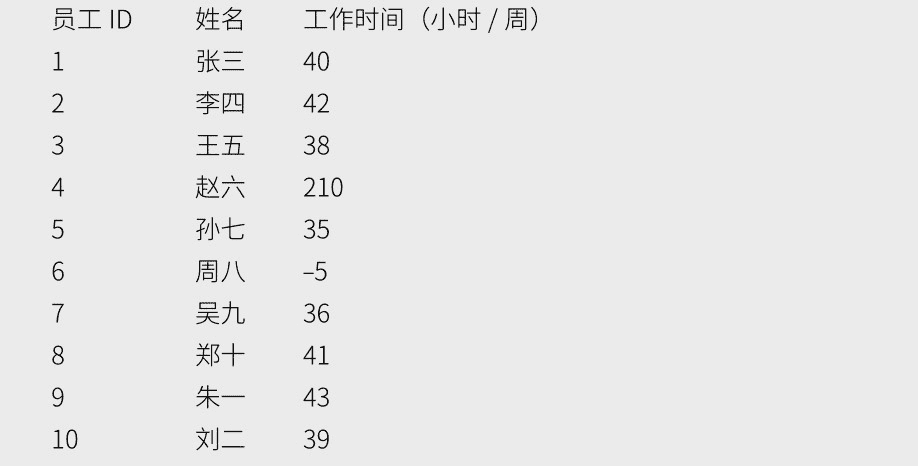 员工 ID 姓名 工作时间（小时 / 周）
1 张三 40
2 李四 42
3 王五 38
4 赵六 210
5 孙七 35
6 周八 –5
7 吴九 36
8 郑十 41
9 朱一 43
10 刘二 39